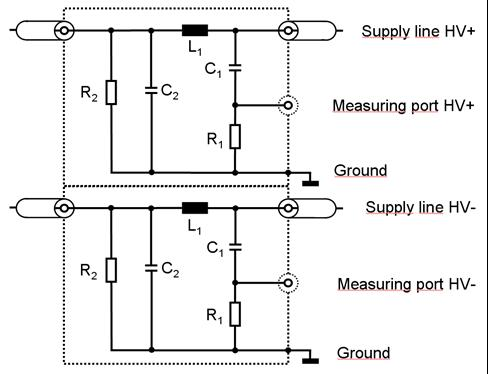 Supply line HV+
L1
C1
R2
C2
Measuring port HV+
R1
Ground
Supply line HV-
L1
C1
R2
C2
Measuring port HV-
R1
Ground